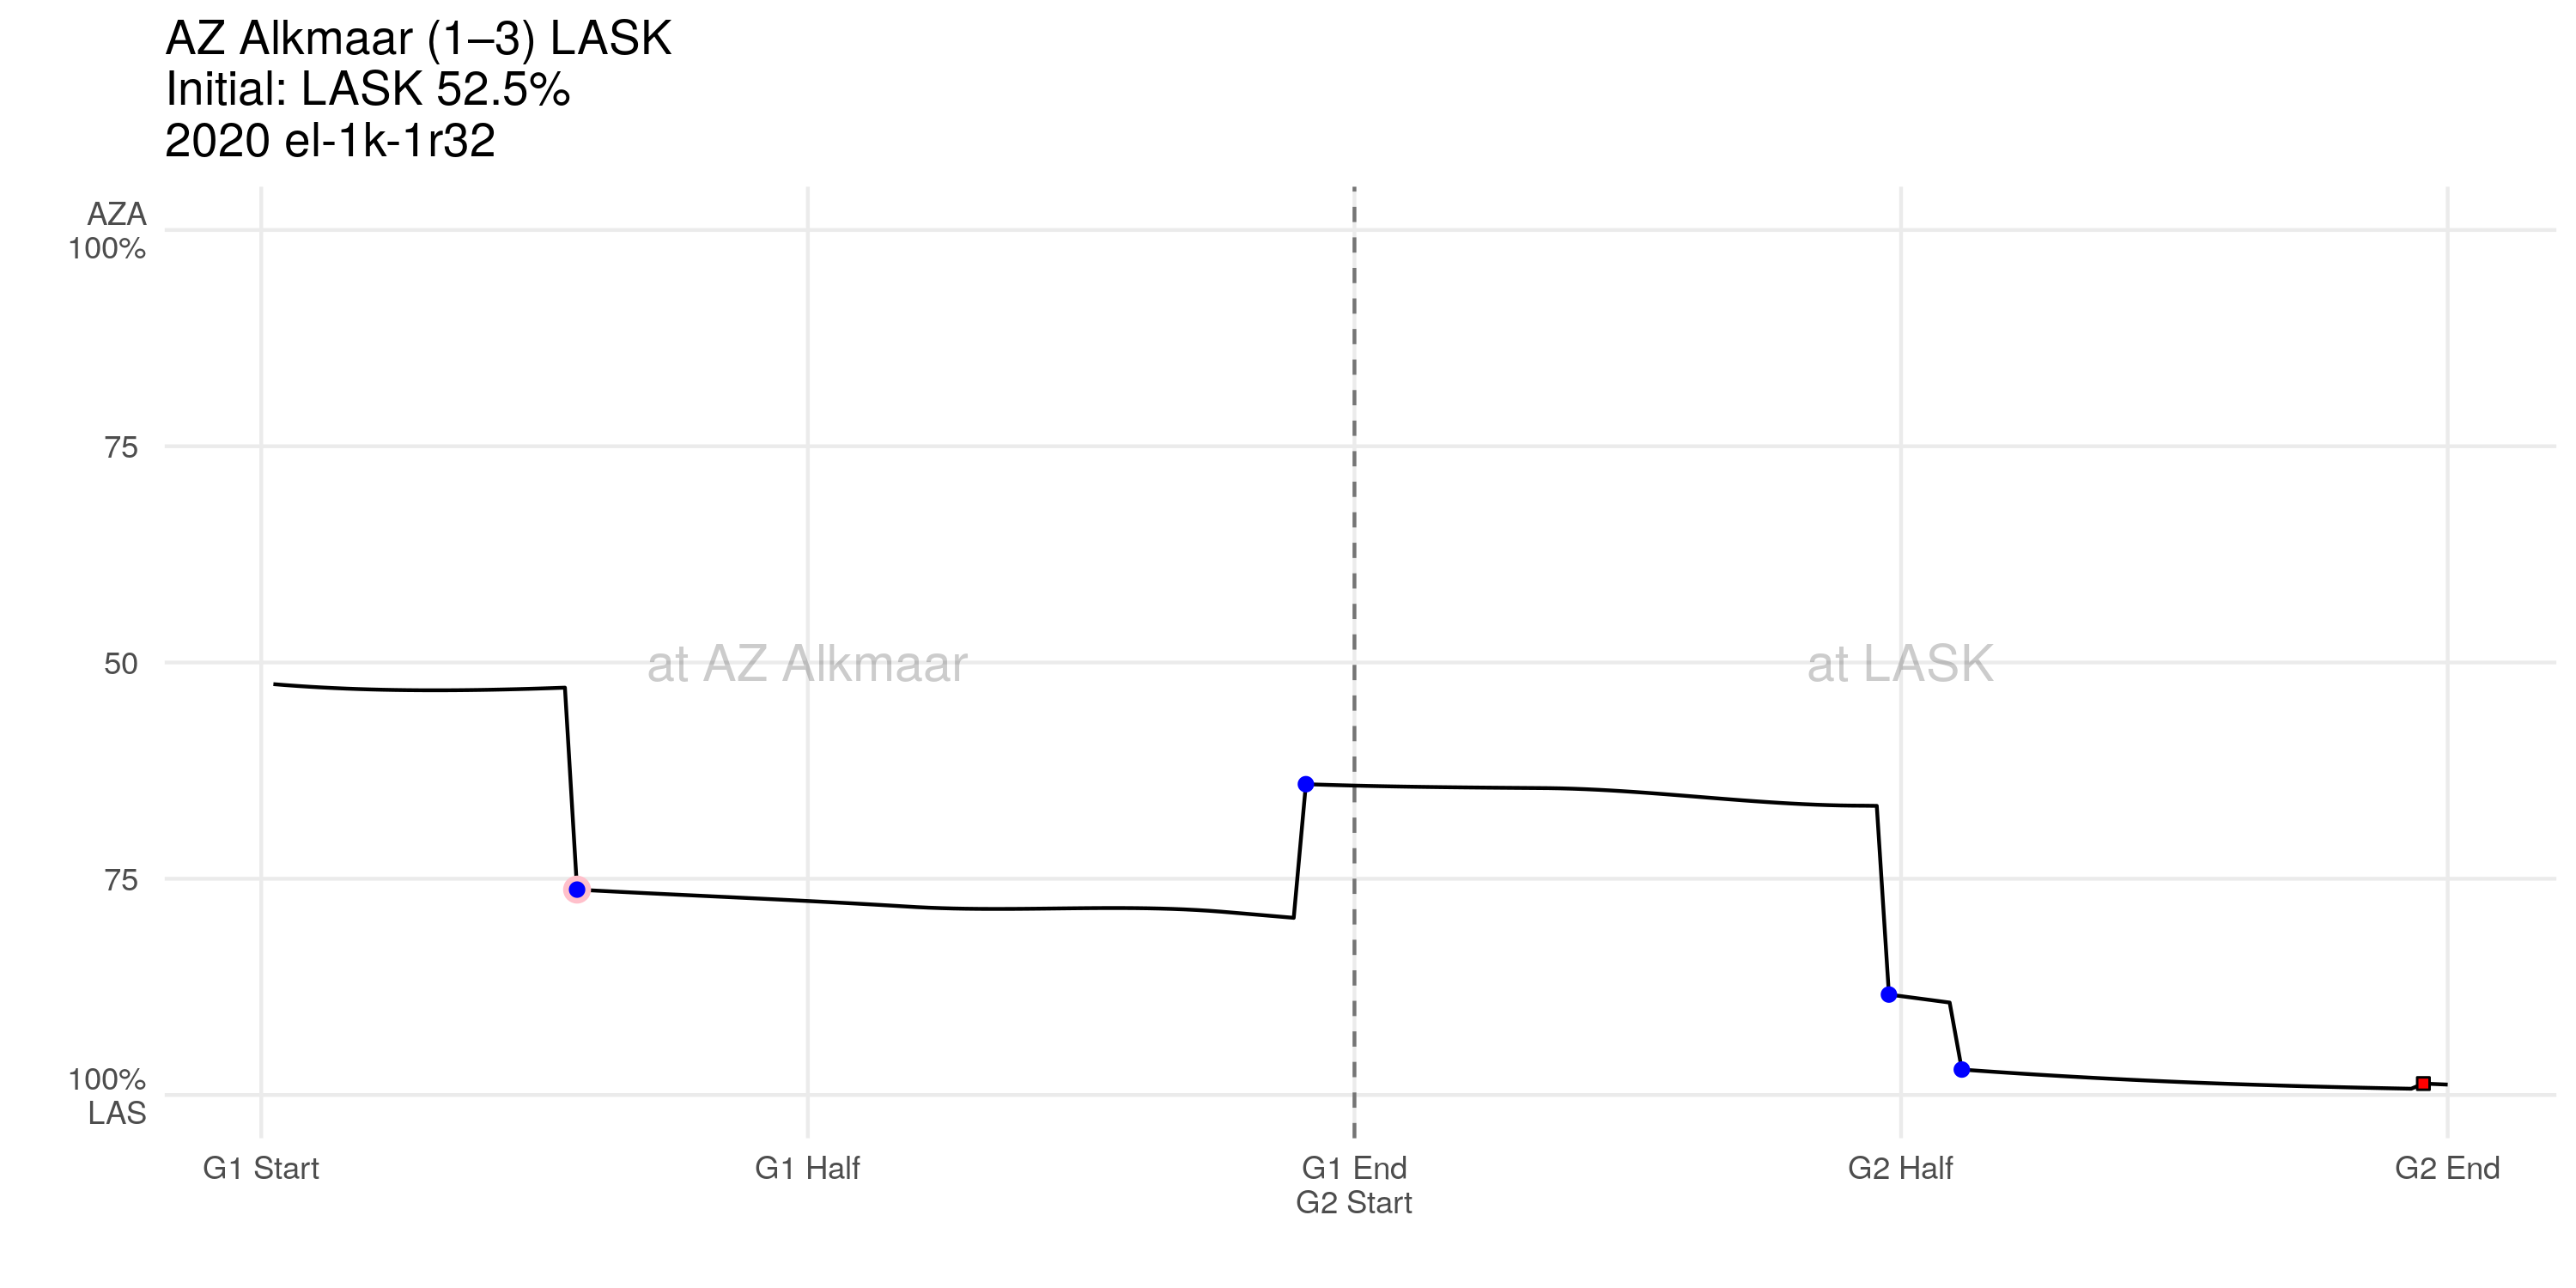 AZ Alkmaar (1–3) LASK
Initial: LASK 52.5%
2020 el-1k-1r32
AZA
100%
75
50
75
100%
LAS
at AZ Alkmaar
at LASK
G1 Start
G1 Half
G1 End
G2 Start
G2 Half
G2 End